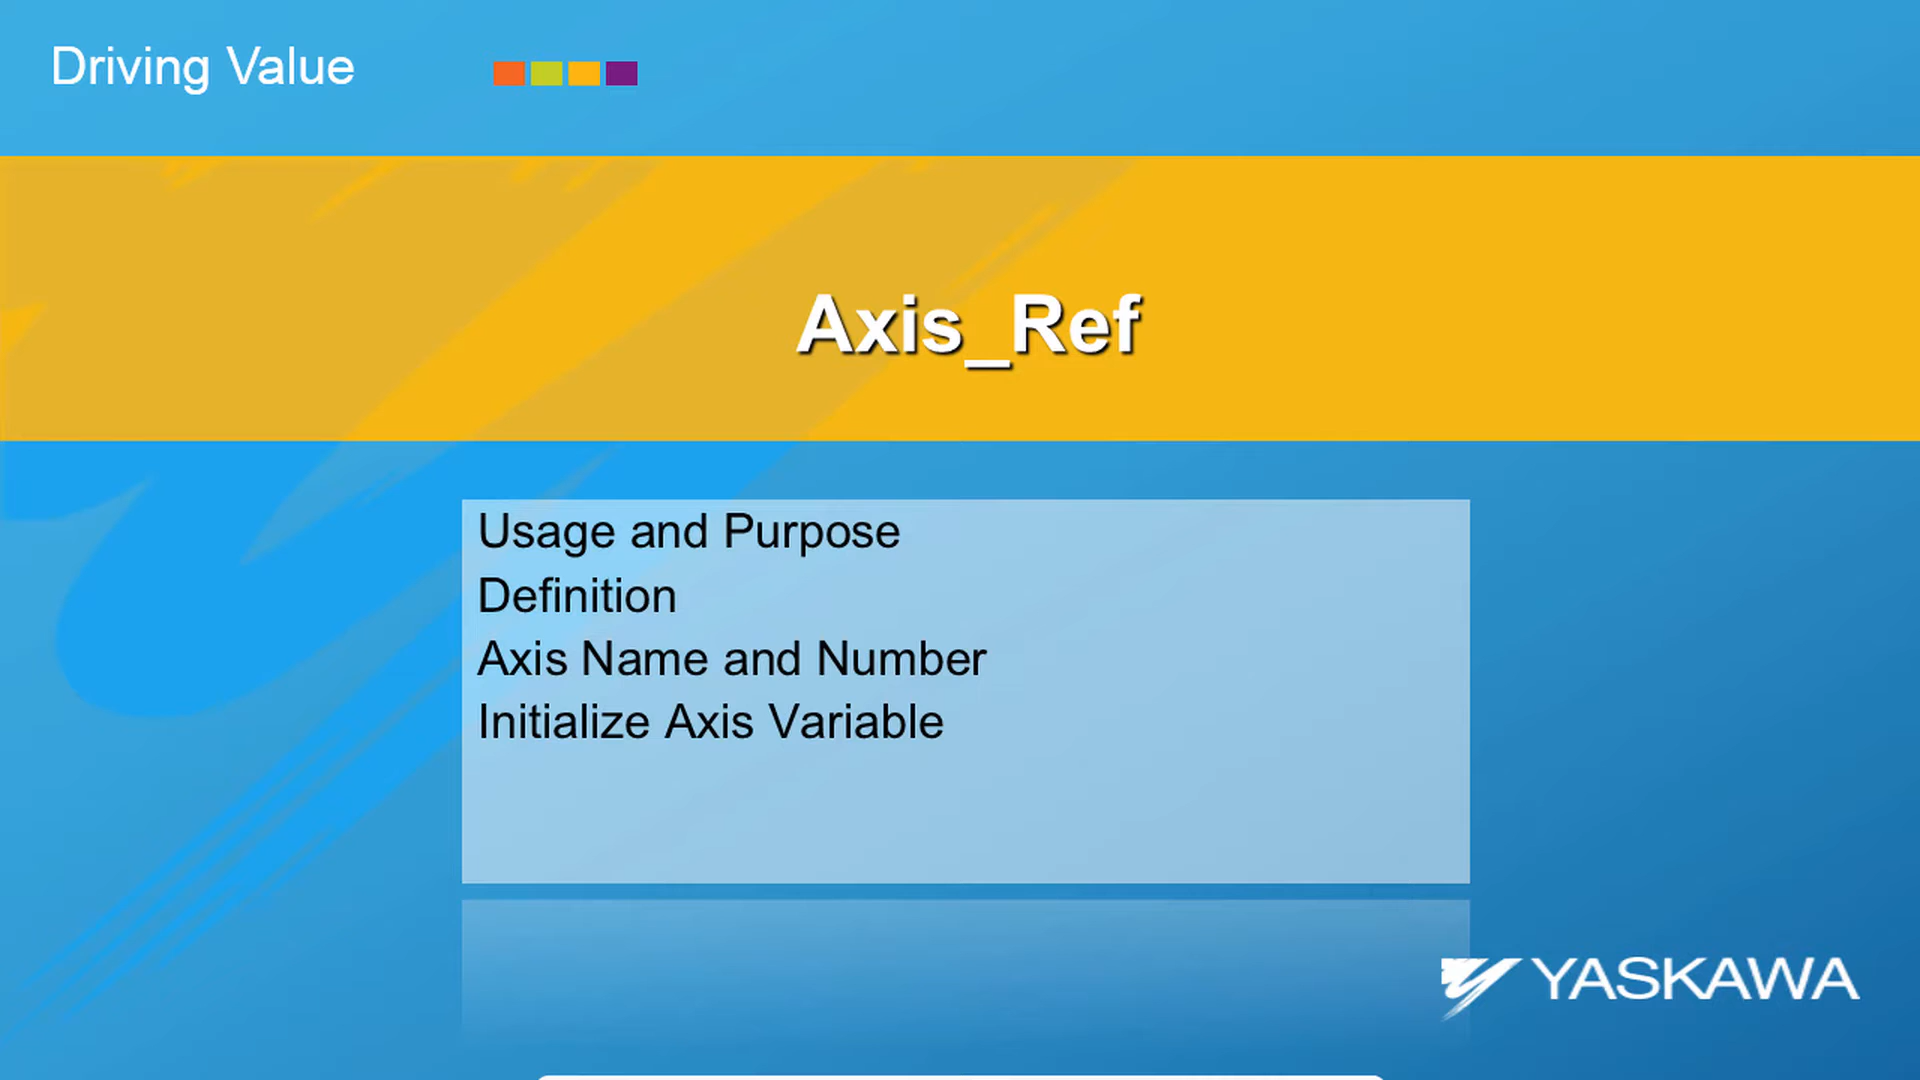 Driving Value
Axis_Ref
Usage and Purpose
Definition
Axis Name and Number
Initialize Axis Variable
YASKAWA